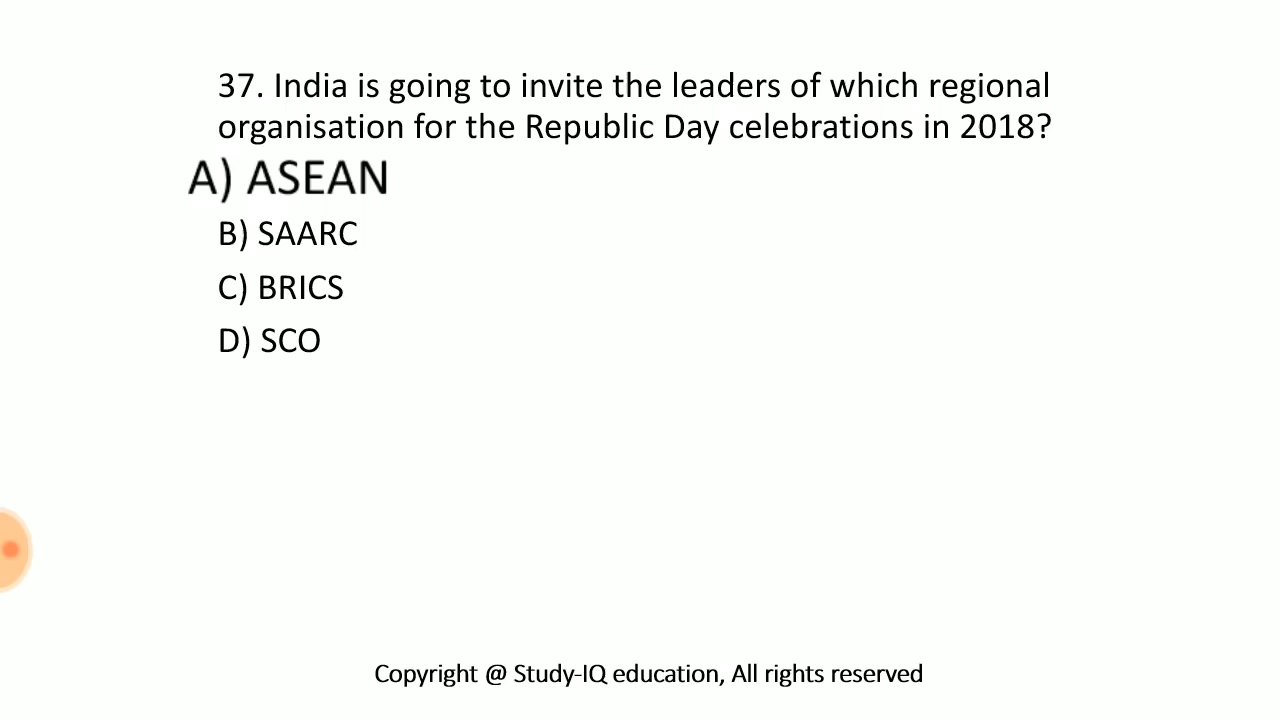 37. India is going to invite the leaders of which regional
organisation for the Republic Day celebrations in 2018?
A) ASEAN
B) SAARC
C) BRICS
D) SCO
Copyright @ Study-IQ education, All rights reserved